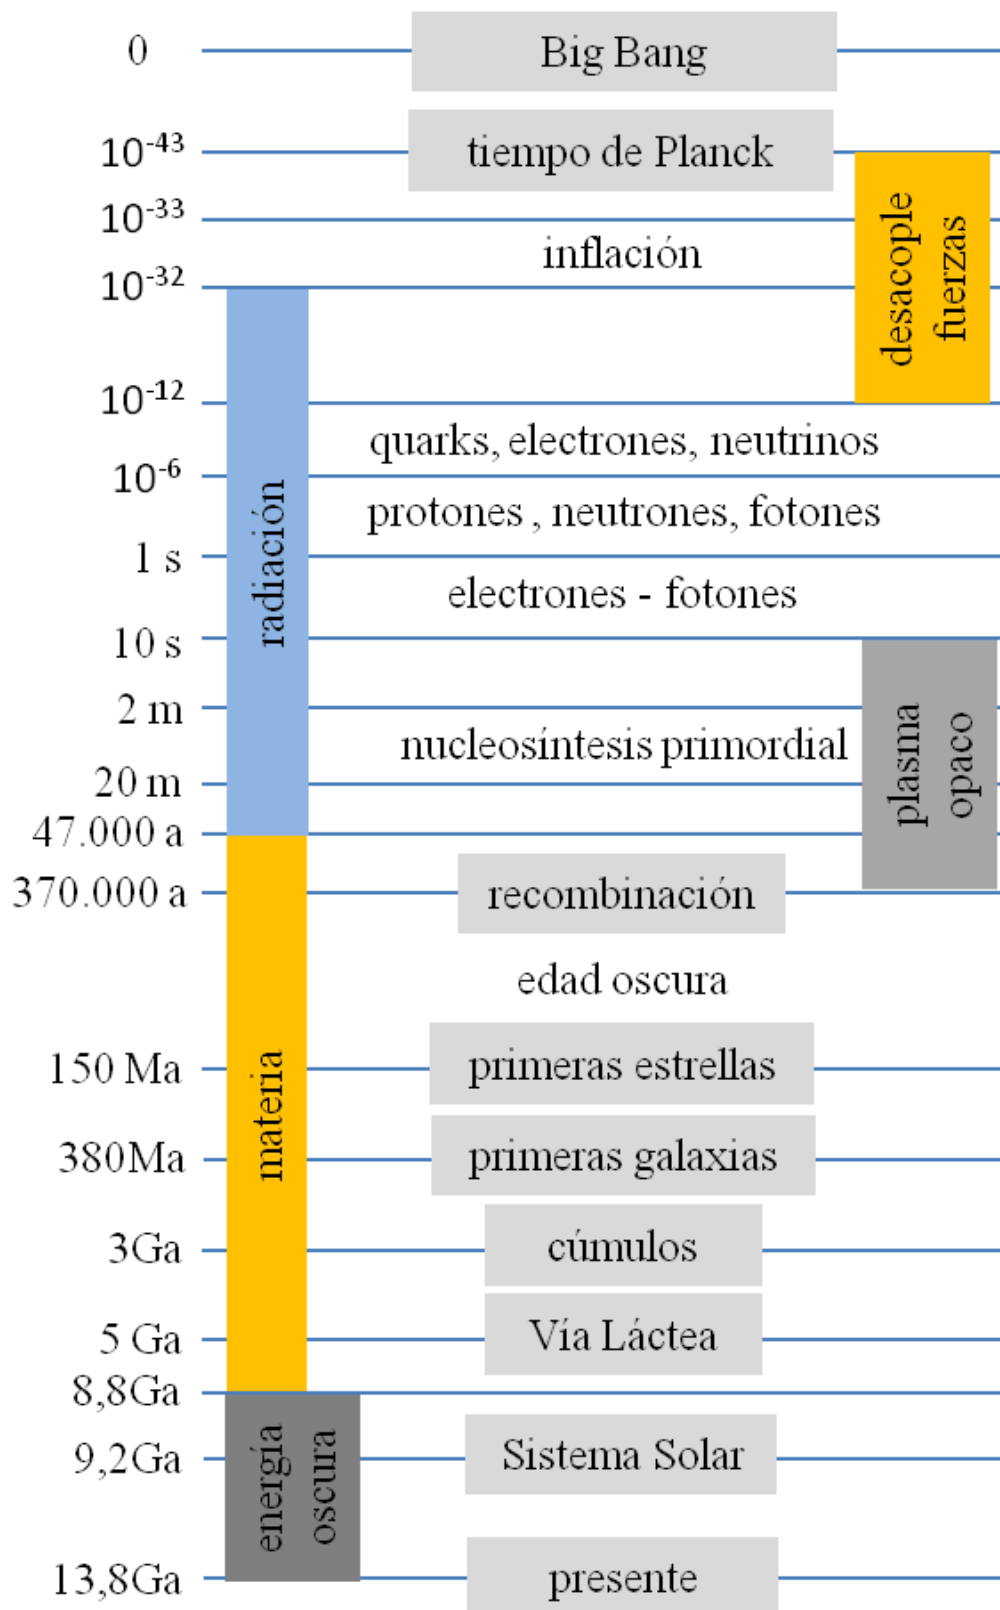 0 Big Bang
10⁻⁴³ tiempo de Planck
10⁻³³
inflación
10⁻³²
desacople
fuerzas
10⁻¹²
quarks, electrones, neutrinos
10⁻⁶
protones , neutrones, fotones
1 s
radiación
electrones - fotones
10 s
2 m
nucleosíntesis primordial
plasma
opaco
20 m
47.000 a
370.000 a recombinación
edad oscura
150 Ma primeras estrellas
materia
380Ma primeras galaxias
3Ga cúmulos
5 Ga Vía Láctea
8,8Ga
9,2Ga Sistema Solar
energía
oscura
13,8Ga presente